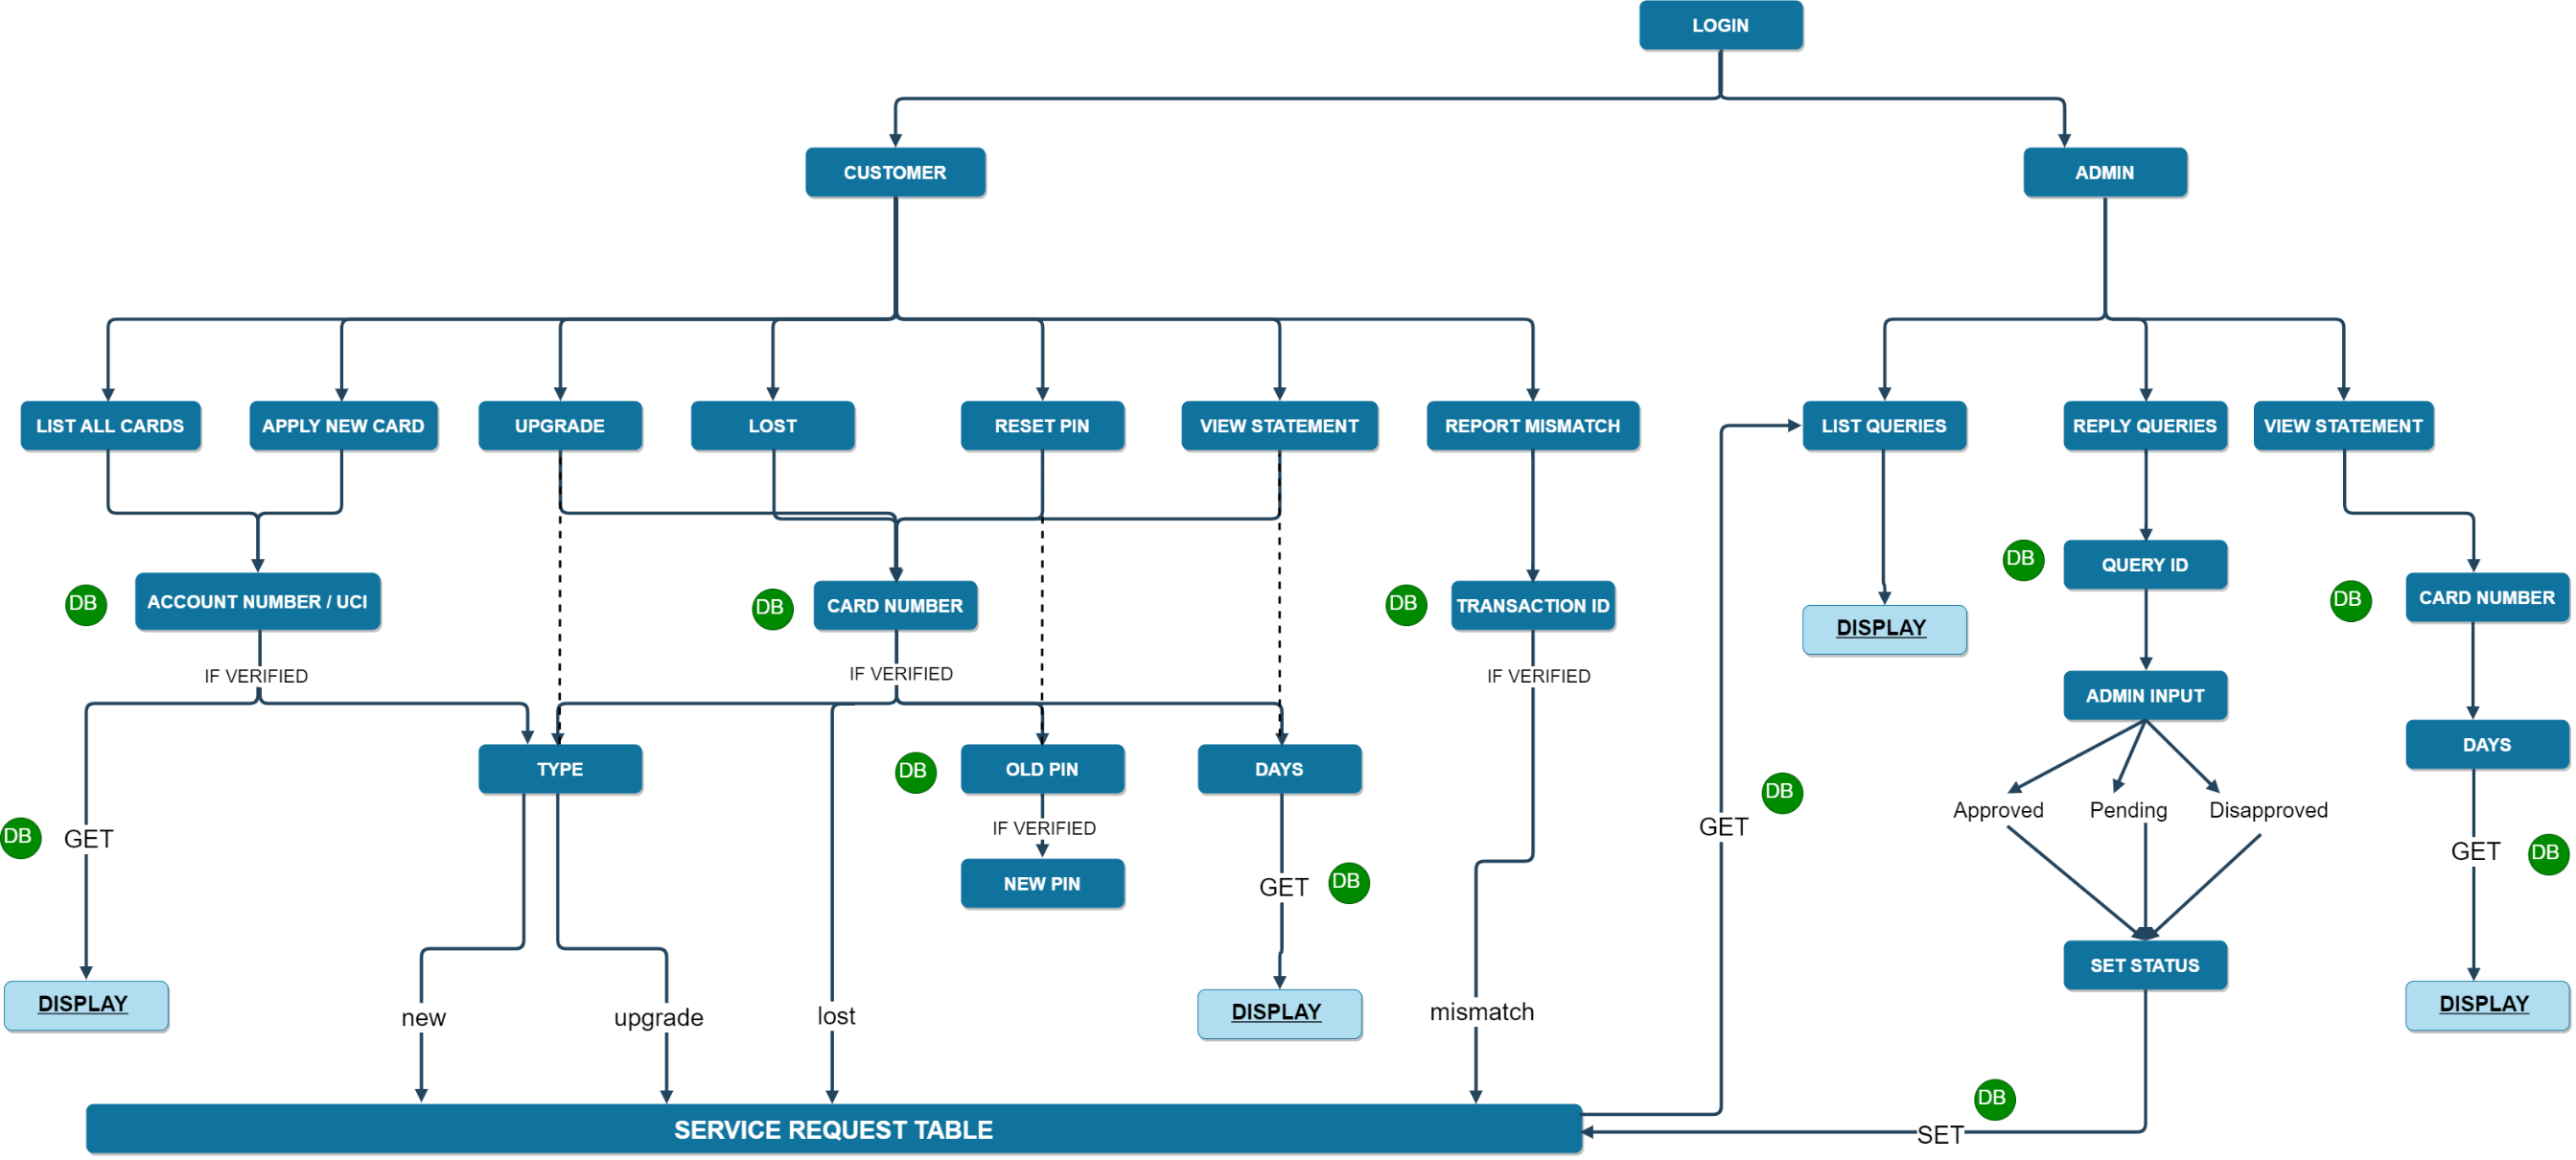 LOGIN
CUSTOMER
ADMIN
LIST ALL CARDS
APPLY NEW CARD
UPGRADE
LOST
RESET PIN
VIEW STATEMENT
REPORT MISMATCH
LIST QUERIES
REPLY QUERIES
VIEW STATEMENT
DB
ACCOUNT NUMBER / UCI
DB
CARD NUMBER
DB
TRANSACTION ID
DISPLAY
DB
QUERY ID
DB
CARD NUMBER
IF VERIFIED
IF VERIFIED
IF VERIFIED
ADMIN INPUT
TYPE
DB
OLD PIN
DAYS
DAYS
DB
GET
IF VERIFIED
NEW PIN
GET
DB
GET
DB
Approved
Pending
Disapproved
GET
DB
SET STATUS
DISPLAY
new
upgrade
lost
DISPLAY
mismatch
DISPLAY
SERVICE REQUEST TABLE
DB
SET